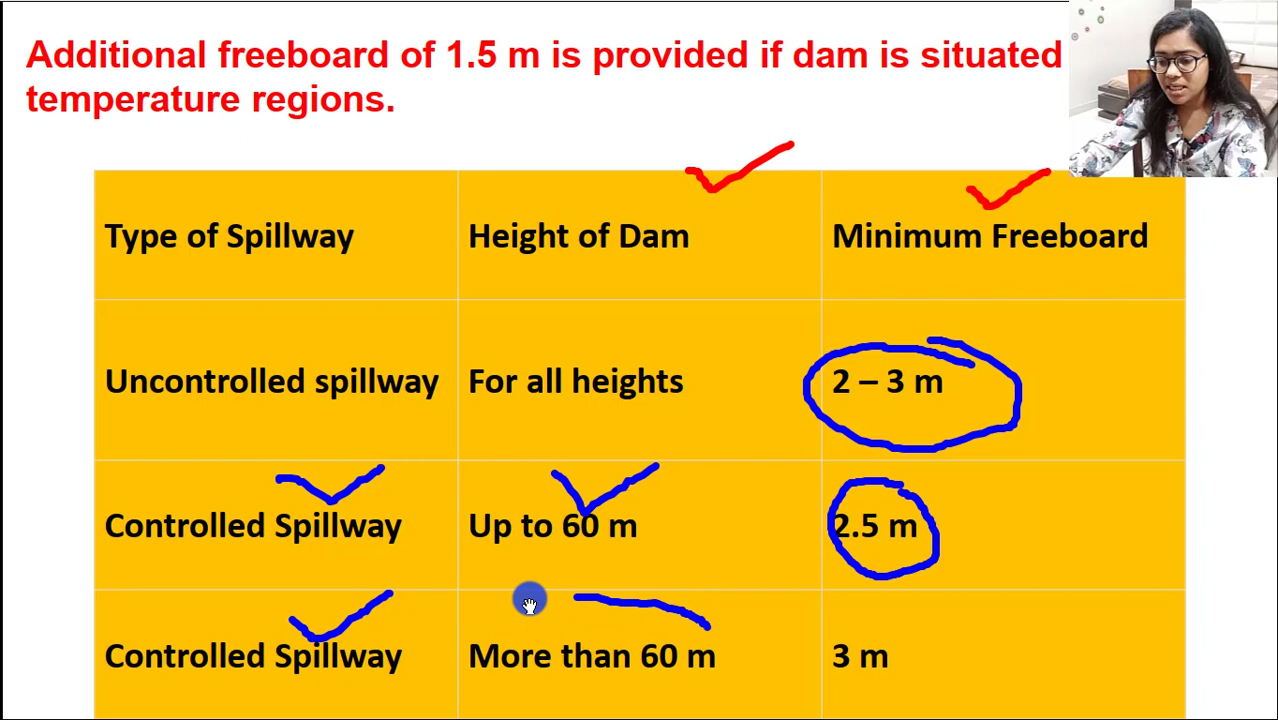 Additional freeboard of 1.5 m is provided if dam is situated
temperature regions.
Type of Spillway Height of Dam Minimum Freeboard
Uncontrolled spillway For all heights 2 – 3 m
Controlled Spillway Up to 60 m 2.5 m
Controlled Spillway More than 60 m 3 m